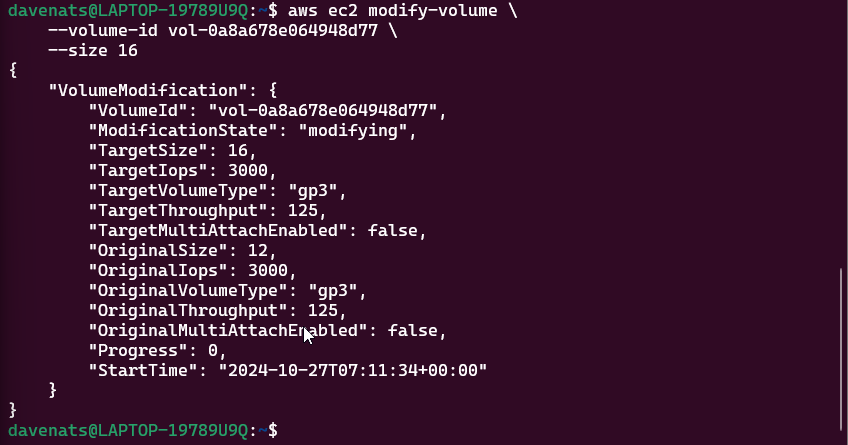 davenats@LAPTOP-19789U9Q:~$ aws ec2 modify-volume \
    --volume-id vol-0a8a678e064948d77 \
    --size 16
{
    "VolumeModification": {
        "VolumeId": "vol-0a8a678e064948d77",
        "ModificationState": "modifying",
        "TargetSize": 16,
        "TargetIops": 3000,
        "TargetVolumeType": "gp3",
        "TargetThroughput": 125,
        "TargetMultiAttachEnabled": false,
        "OriginalSize": 12,
        "OriginalIops": 3000,
        "OriginalVolumeType": "gp3",
        "OriginalThroughput": 125,
        "OriginalMultiAttachEnabled": false,
        "Progress": 0,
        "StartTime": "2024-10-27T07:11:34+00:00"
    }
}
davenats@LAPTOP-19789U9Q:~$